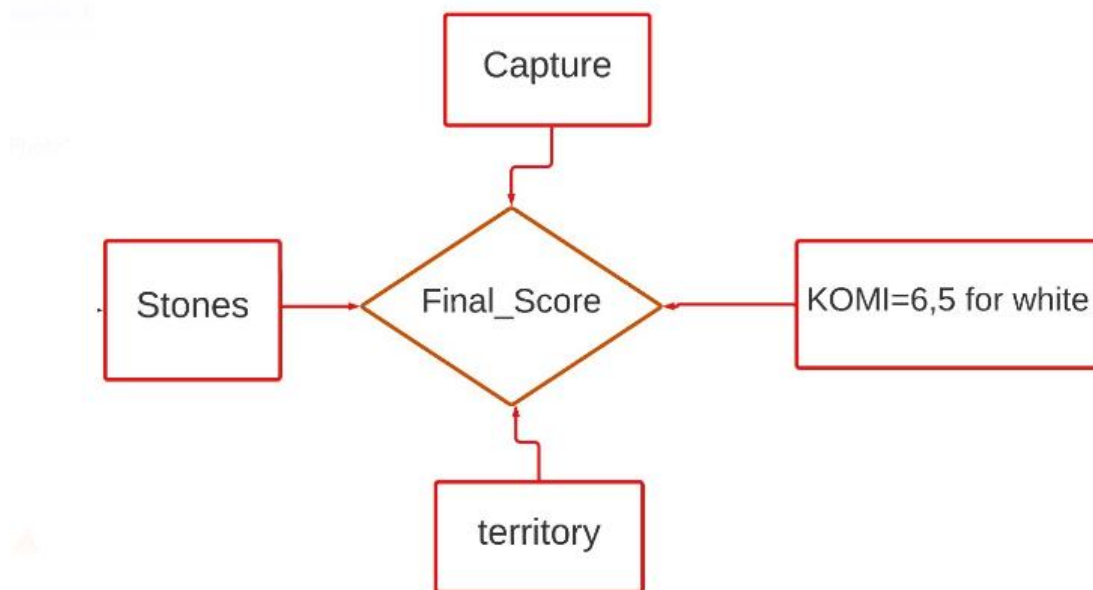 Capture
Stones
Final_Score
KOMI=6,5 for white
territory